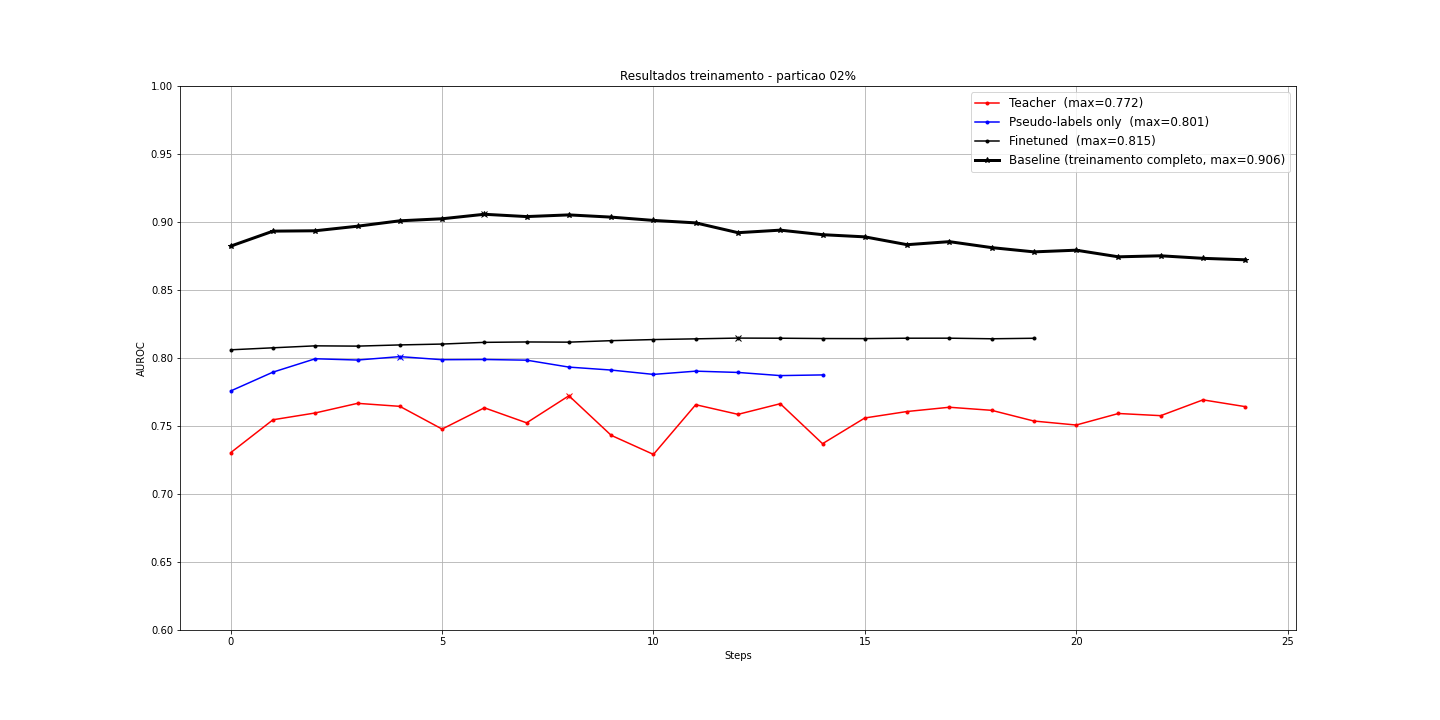 Resultados treinamento - particao 02%
Teacher  (max=0.772)
Pseudo-labels only  (max=0.801)
Finetuned  (max=0.815)
Baseline (treinamento completo, max=0.906)
AUROC
1.00
0.95
0.90
0.85
0.80
0.75
0.70
0.65
0.60
0 5 10 15 20 25
Steps